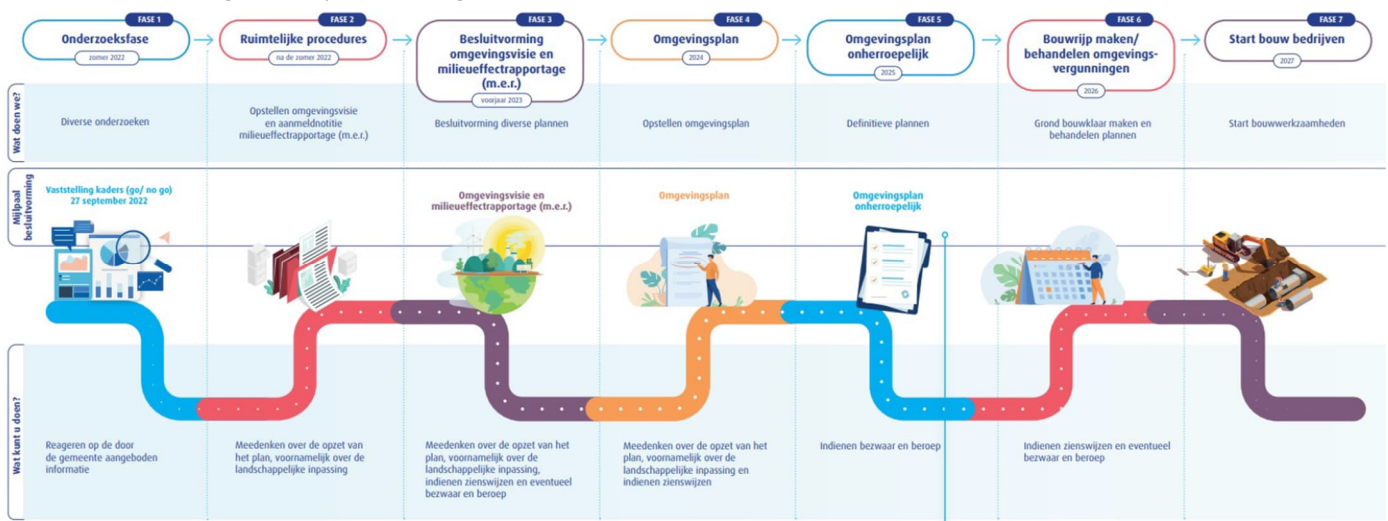 FASE 1
Onderzoeksfase
zomer 2022
FASE 2
Ruimtelijke procedures
na de zomer 2022
FASE 3
Besluitvorming
omgevingsvisie en
milieueffectrapportage
(m.e.r.)
voorjaar 2023
FASE 4
Omgevingsplan
2024
FASE 5
Omgevingsplan
onherroepelijk
2025
FASE 6
Bouwrijp maken/
behandelen omgevings-
vergunningen
2026
FASE 7
Start bouw bedrijven
2027
Wat doen we?
Diverse onderzoeken
Opstellen omgevingsvisie
en aanmeldnotitie
milieueffectrapportage (m.e.r.)
Besluitvorming diverse plannen
Opstellen omgevingsplan
Definitieve plannen
Grond bouwklaar maken en
behandelen plannen
Start bouwwerkzaamheden
Mijlpaal
besluitvorming
Vaststelling kaders (go/ no go)
27 september 2022
Omgevingsvisie en
milieueffectrapportage (m.e.r.)
Omgevingsplan
Omgevingsplan
onherroepelijk
Wat kunt u doen?
Reageren op de door
de gemeente aangeboden
informatie
Meedenken over de opzet van
het plan, voornamelijk over de
landschappelijke inpassing
Meedenken over de opzet van het
plan, voornamelijk over de
landschappelijke inpassing,
indienen zienswijzen en eventueel
bezwaar en beroep
Meedenken over de opzet van het
plan, voornamelijk over de
landschappelijke inpassing en
indienen zienswijzen
Indienen bezwaar en beroep
Indienen zienswijzen en eventueel
bezwaar en beroep